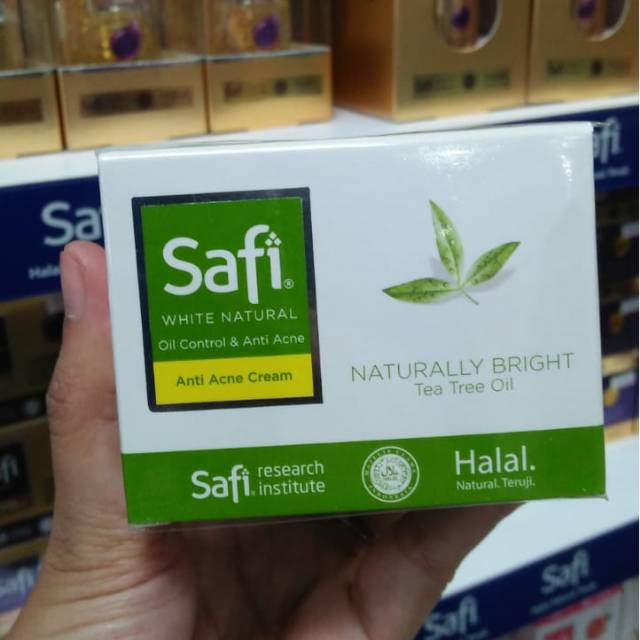 Safi®
WHITE NATURAL
Oil Control & Anti Acne
Anti Acne Cream
NATURALLY BRIGHT
Tea Tree Oil
Safi® research
institute
Halal.
Natural. Teruji.
Safi
Safi
Safi